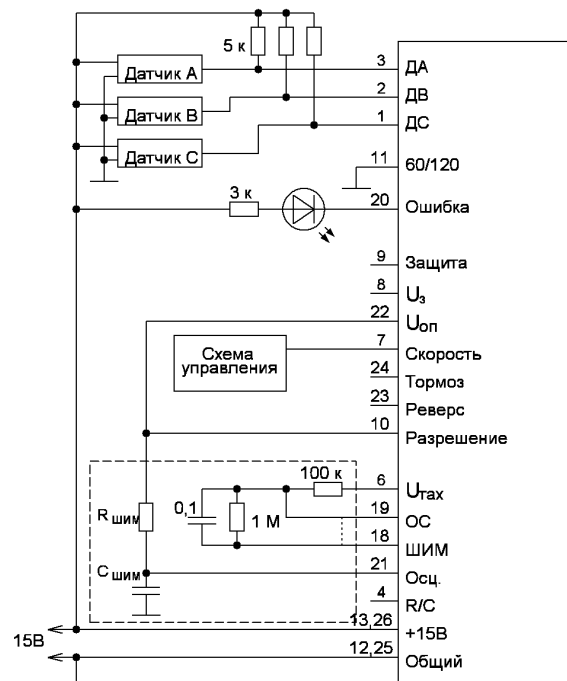 5 к
Датчик А
Датчик В
Датчик С
3 ДА
2 ДВ
1 ДС
11 60/120
3 к
20 Ошибка
9 Защита
8 Uз
22 Uоп
Схема управления
7 Скорость
24 Тормоз
23 Реверс
10 Разрешение
100 к
6 Uтах
R шим
0,1
1 М
19 ОС
18 ШИМ
С шим
21 Осц.
4 R/C
13,26 +15В
15В
12,25 Общий